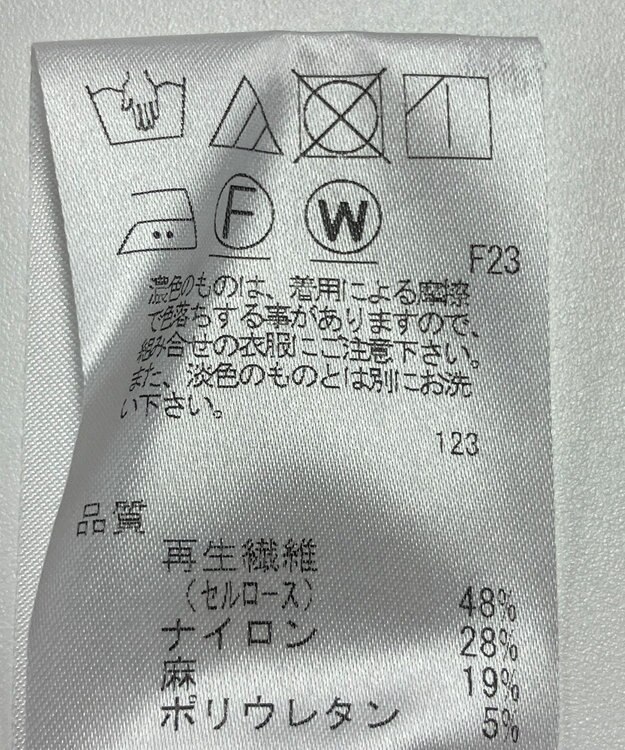 F
W
F23
濃色のものは、着用による摩擦
で色落ちする事がありますので、
組み合せの衣服にご注意下さい。
また、淡色のものとは別にお洗
い下さい。
123
品質
再生繊維
（セルロース） 48%
ナイロン 28%
麻 19%
ポリウレタン 5%